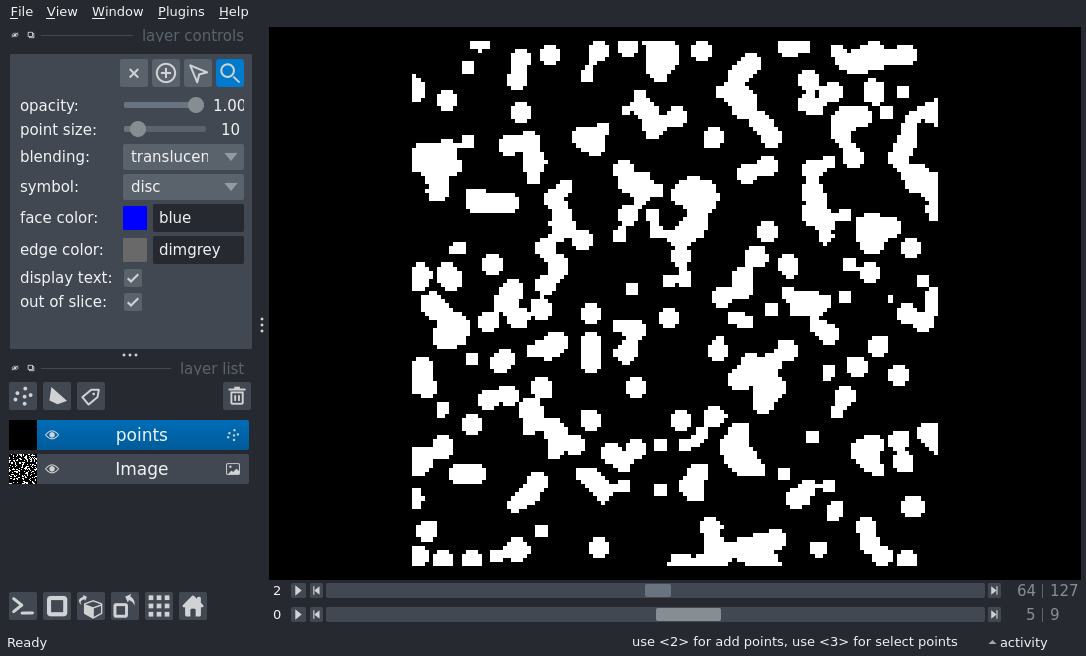 File View Window Plugins Help
layer controls
opacity: 1.00
point size: 10
blending: translucen
symbol: disc
face color: blue
edge color: dimgrey
display text:
out of slice:
layer list
points
Image
2 64 | 127
0 5 | 9
Ready use <2> for add points, use <3> for select points activity